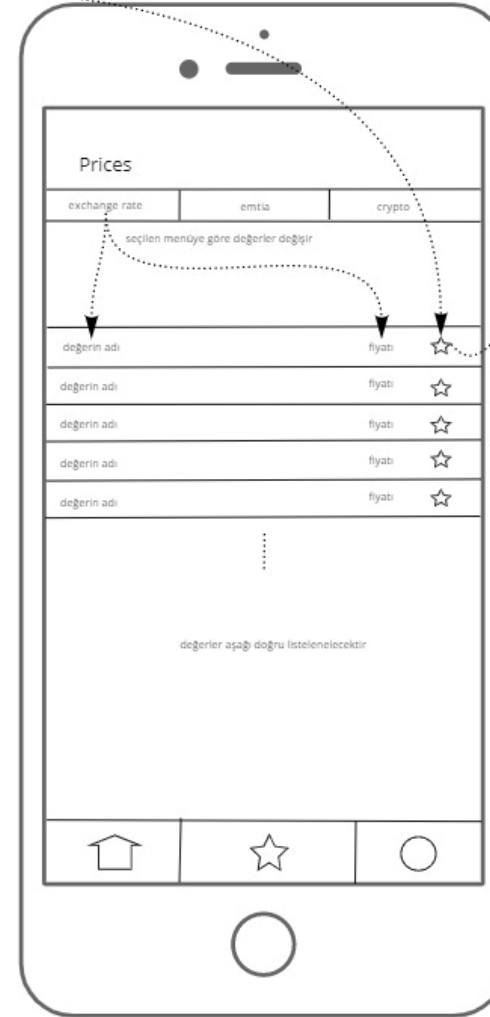 Prices
exchange rate
emtia
crypto
seçilen menüye göre değerler değişir
değerin adı
fiyatı
değerin adı
fiyatı
değerin adı
fiyatı
değerin adı
fiyatı
değerin adı
fiyatı
değerler aşağı doğru listelenelecektir